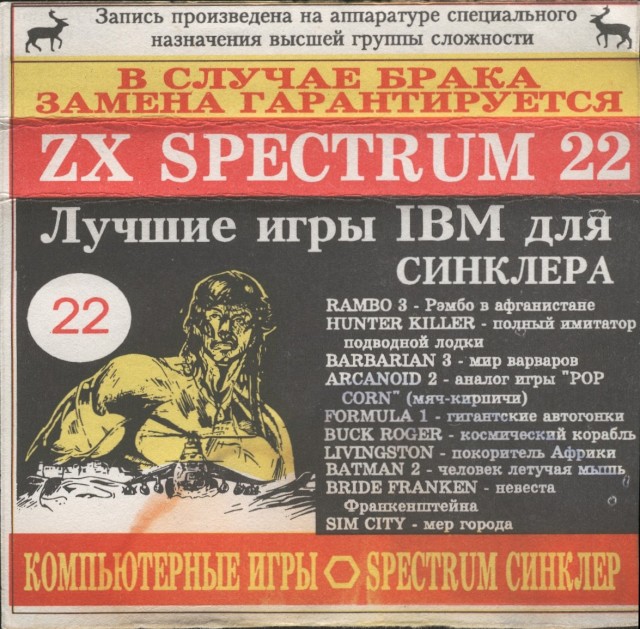 Запись произведена на аппаратуре специального
назначения высшей группы сложности
В СЛУЧАЕ БРАКА
ЗАМЕНА ГАРАНТИРУЕТСЯ
ZX SPECTRUM 22
Лучшие игры IBM для
СИНКЛЕРА
22
RAMBO 3 - Рэмбо в афганистане
HUNTER KILLER - полный имитатор
подводной лодки
BARBARIAN 3 - мир варваров
ARCANOID 2 - аналог игры "POP
CORN" (мяч-кирпичи)
FORMULA 1 - гигантские автогонки
BUCK ROGER - космический корабль
LIVINGSTON - покоритель Африки
BATMAN 2 - человек летучая мышь
BRIDE FRANKEN - невеста
Франкенштейна
SIM CITY - мер города
КОМПЬЮТЕРНЫЕ ИГРЫ SPECTRUM СИНКЛЕР